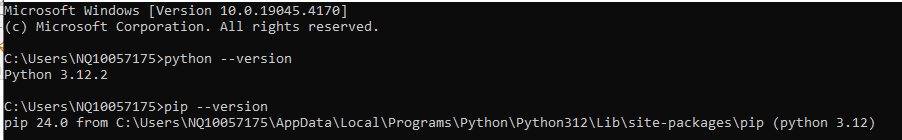 Microsoft Windows [Version 10.0.19045.4170]
(c) Microsoft Corporation. All rights reserved.
C:\Users\NQ10057175>python --version
Python 3.12.2
C:\Users\NQ10057175>pip --version
pip 24.0 from C:\Users\NQ10057175\AppData\Local\Programs\Python\Python312\Lib\site-packages\pip (python 3.12)